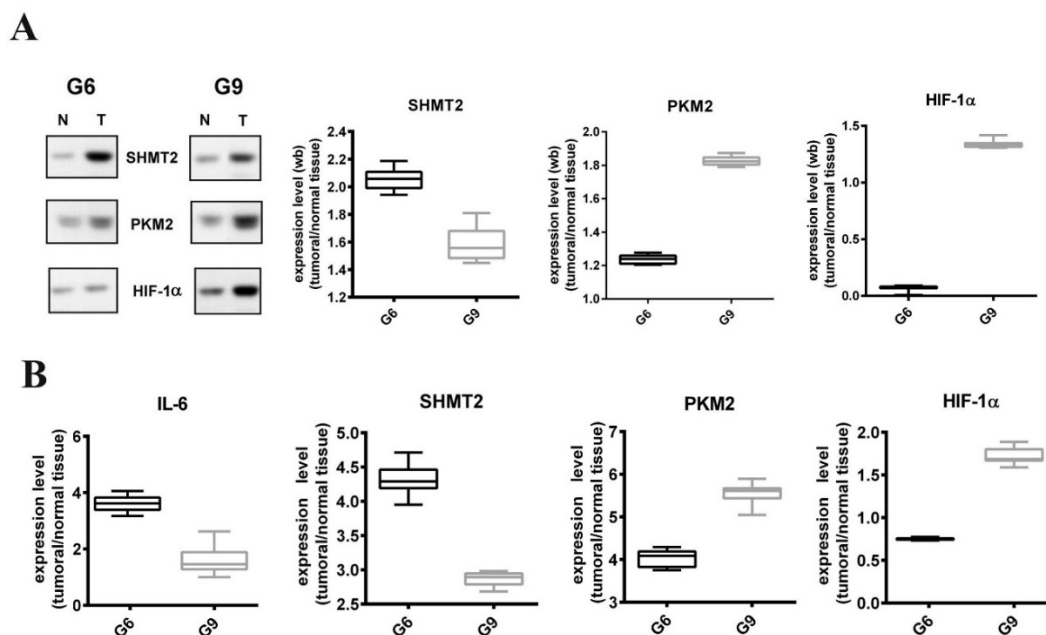 A
G6 G9
N T N T
SHMT2
PKM2
HIF-1α
SHMT2
expression level (wb)
(tumoral/normal tissue)
2.4
2.2
2.0
1.8
1.6
1.4
1.2
G6 G9
PKM2
expression level (wb)
(tumoral/normal tissue)
2.0
1.8
1.6
1.4
1.2
1.0
G6 G9
HIF-1α
expression level (wb)
(tumoral/normal tissue)
1.5
1.0
0.5
0.0
G6 G9
B
IL-6
expression level
(tumoral/normal tissue)
6
4
2
0
G6 G9
SHMT2
expression level
(tumoral/normal tissue)
5.0
4.5
4.0
3.5
3.0
2.5
G6 G9
PKM2
expression level
(tumoral/normal tissue)
7
6
5
4
3
G6 G9
HIF-1α
expression level
(tumoral/normal tissue)
2.0
1.5
1.0
0.5
0.0
G6 G9